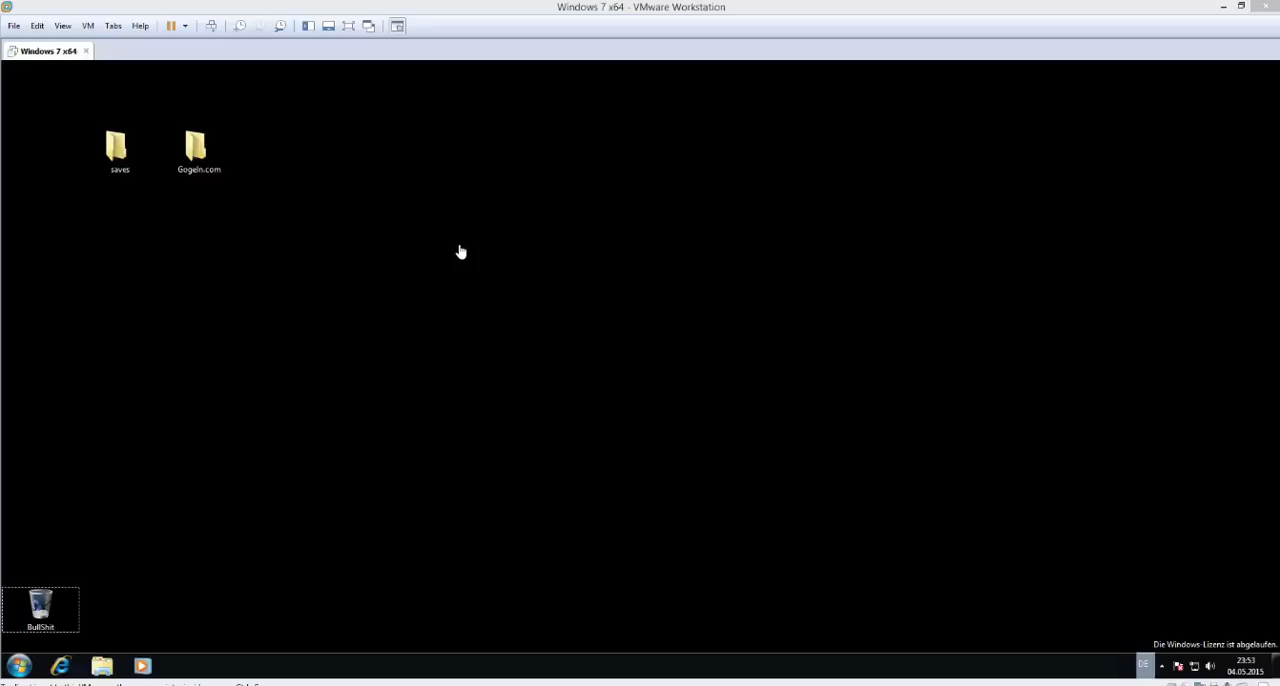 Windows 7 x64 - VMware Workstation
File Edit View VM Tabs Help
Windows 7 x64
saves
Gogeln.com
BullShit
Die Windows-Lizenz ist abgelaufen.
DE
23:53
04.05.2015